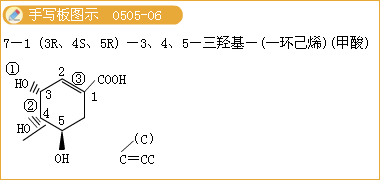 手写板图示 0505-06
7—1 (3R、4S、5R) —3、4、5—三羟基—(一环己烯)(甲酸)
①
2
③
COOH
HO
3
1
②
4
HO
5
OH
(C)
C=CC